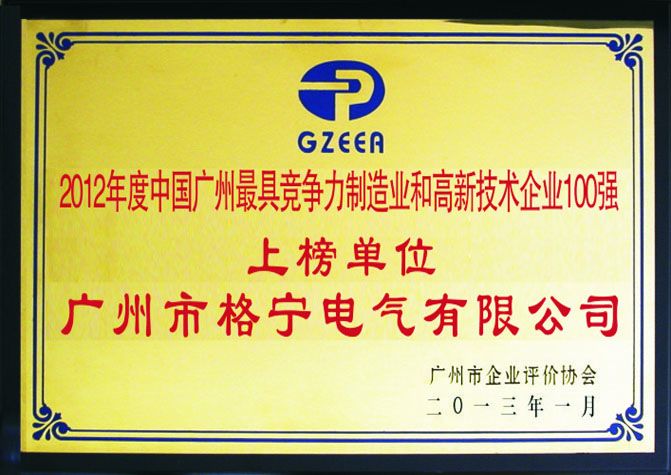 GZEEA
2012年度中国广州最具竞争力制造业和高新技术企业100强
上榜单位
广州市格宁电气有限公司
广州市企业评价协会
二〇一三年一月